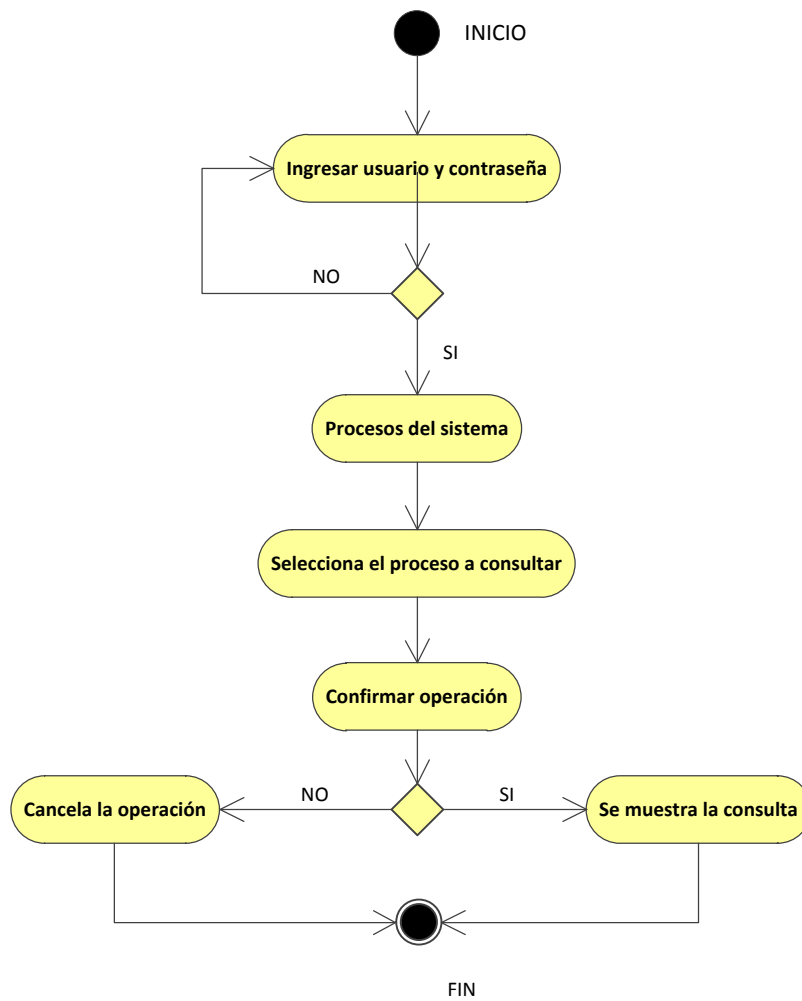 INICIO
Ingresar usuario y contraseña
NO
SI
Procesos del sistema
Selecciona el proceso a consultar
Confirmar operación
Cancela la operación
NO
SI
Se muestra la consulta
FIN